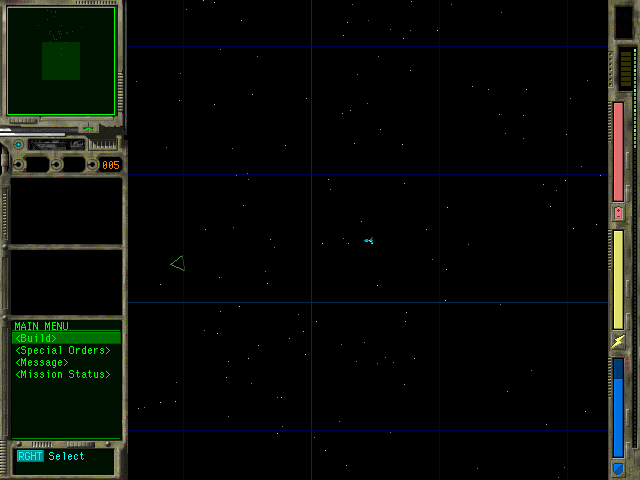 005
MAIN MENU
<Build>
<Special Orders>
<Message>
<Mission Status>
RGHT Select